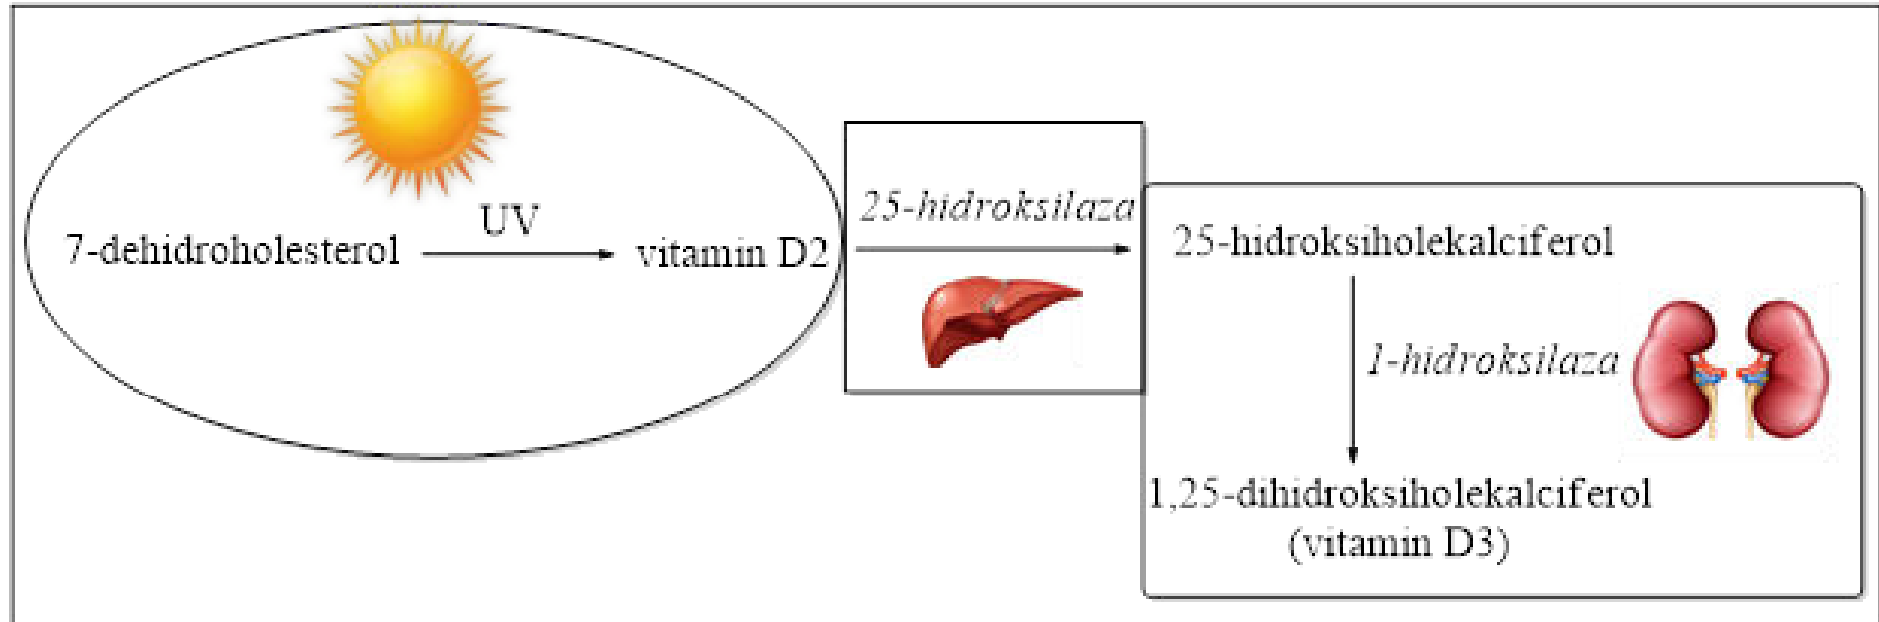 7-dehidroholesterol
UV
vitamin D2
25-hidroksilaza
25-hidroksiholekalciferol
1-hidroksilaza
1,25-dihidroksiholekalciferol
(vitamin D3)